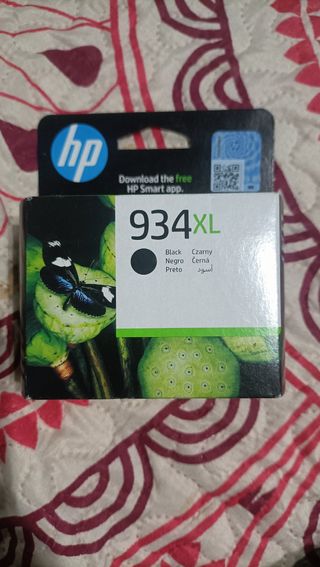 hp
Download the free
HP Smart app.
934XL
Black Czarny
Negro Černá
Preto أسود